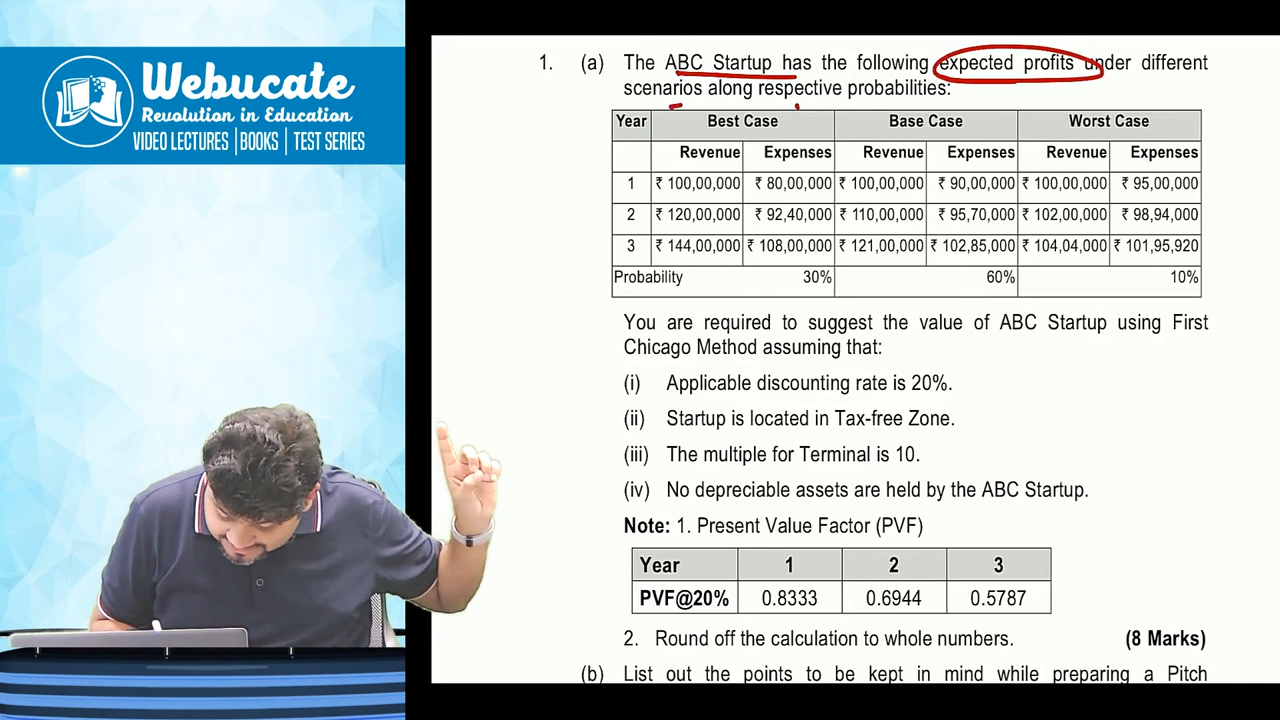 Webucate
Revolution in Education
VIDEO LECTURES | BOOKS | TEST SERIES
1. (a) The ABC Startup has the following expected profits under different
scenarios along respective probabilities:
Year Best Case Base Case Worst Case
Revenue Expenses Revenue Expenses Revenue Expenses
1 ₹ 100,00,000 ₹ 80,00,000 ₹ 100,00,000 ₹ 90,00,000 ₹ 100,00,000 ₹ 95,00,000
2 ₹ 120,00,000 ₹ 92,40,000 ₹ 110,00,000 ₹ 95,70,000 ₹ 102,00,000 ₹ 98,94,000
3 ₹ 144,00,000 ₹ 108,00,000 ₹ 121,00,000 ₹ 102,85,000 ₹ 104,04,000 ₹ 101,95,920
Probability 30% 60% 10%
You are required to suggest the value of ABC Startup using First
Chicago Method assuming that:
(i) Applicable discounting rate is 20%.
(ii) Startup is located in Tax-free Zone.
(iii) The multiple for Terminal is 10.
(iv) No depreciable assets are held by the ABC Startup.
Note: 1. Present Value Factor (PVF)
Year 1 2 3
PVF@20% 0.8333 0.6944 0.5787
2. Round off the calculation to whole numbers. (8 Marks)
(b) List out the points to be kept in mind while preparing a Pitch